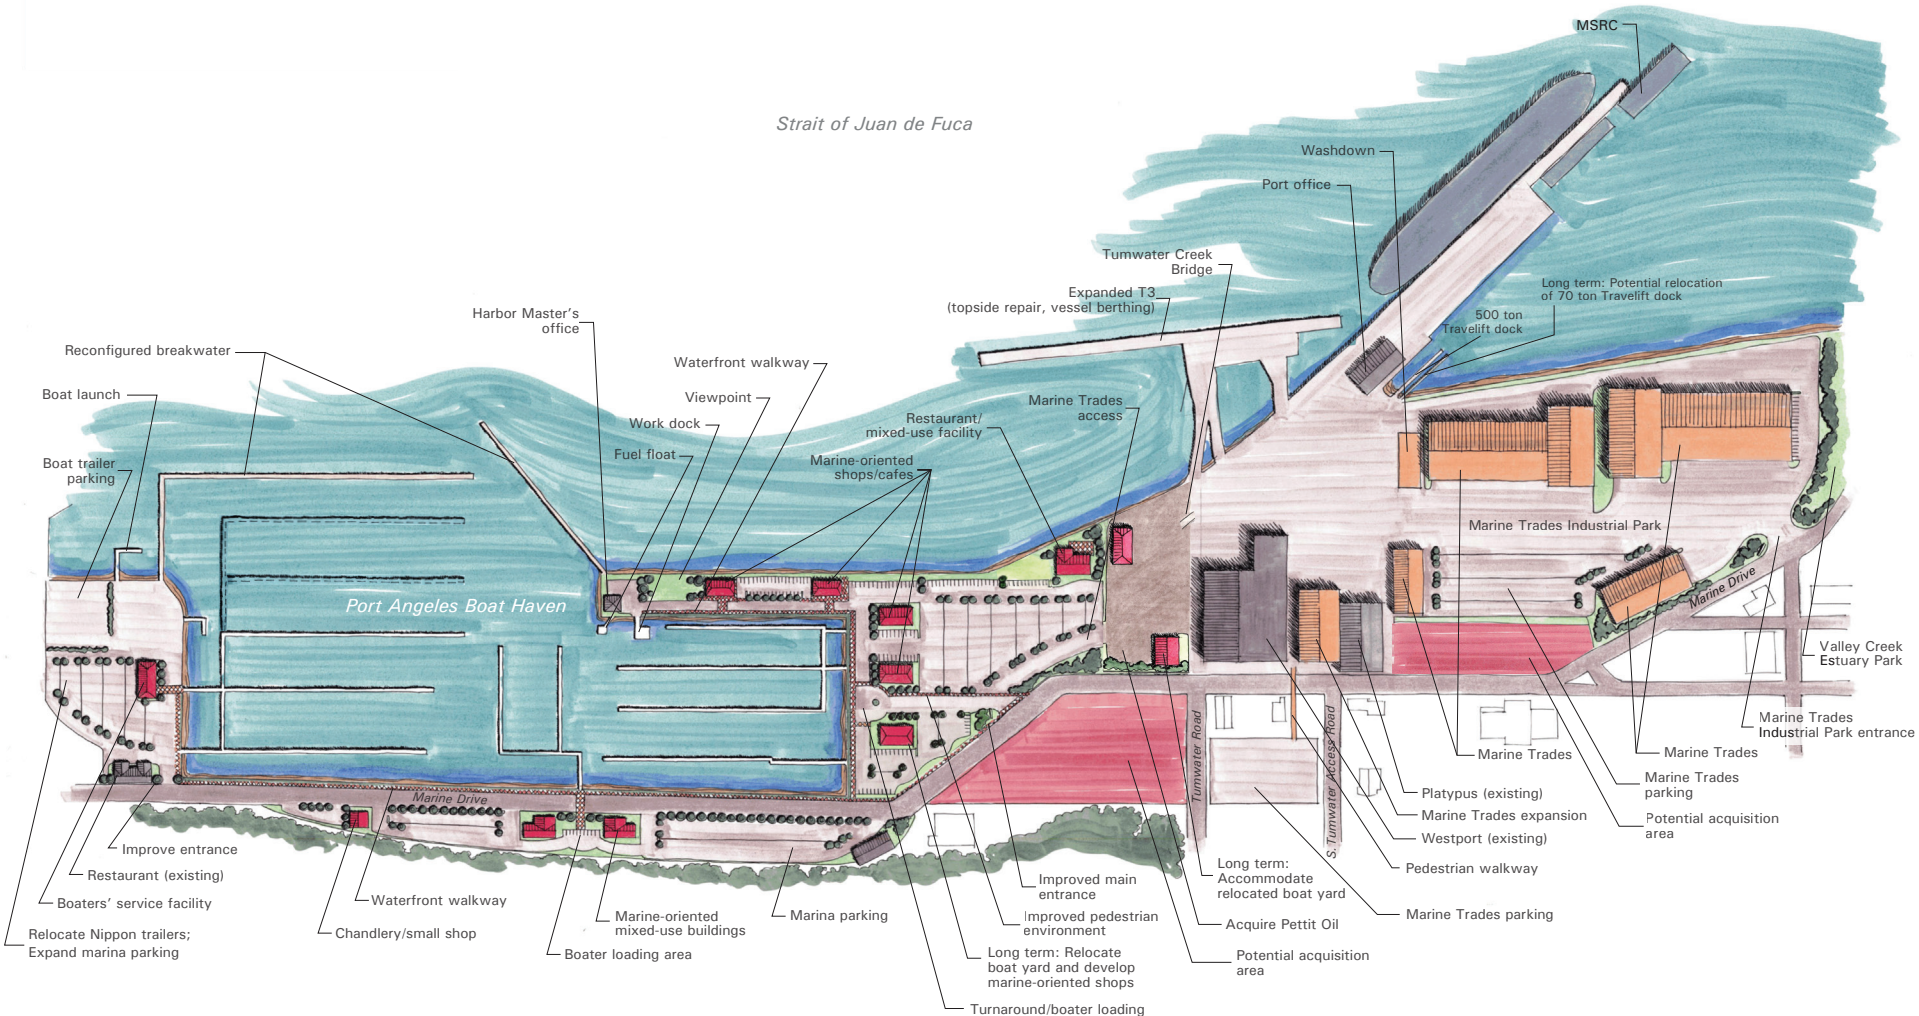 MSRC
Strait of Juan de Fuca
Washdown
Port office
Tumwater Creek
Bridge
Expanded T3
(topside repair, vessel berthing)
Long term: Potential relocation
of 70 ton Travelift dock
500 ton
Travelift dock
Harbor Master's
office
Reconfigured breakwater
Waterfront walkway
Boat launch
Viewpoint
Marine Trades
access
Work dock
Restaurant/
mixed-use facility
Fuel float
Boat trailer
parking
Marine-oriented
shops/cafes
Marine Trades Industrial Park
Marine Drive
Port Angeles Boat Haven
Valley Creek
Estuary Park
Marine Trades
Industrial Park entrance
Tumwater Road
S. Tumwater Access Road
Marine Trades
Marine Trades
Marine Trades
parking
Platypus (existing)
Marine Trades expansion
Potential acquisition
area
Westport (existing)
Marine Drive
Improve entrance
Pedestrian walkway
Restaurant (existing)
Long term:
Accommodate
relocated boat yard
Improved main
entrance
Waterfront walkway
Boaters' service facility
Marine-oriented
mixed-use buildings
Marina parking
Improved pedestrian
environment
Marine Trades parking
Acquire Pettit Oil
Relocate Nippon trailers;
Expand marina parking
Chandlery/small shop
Boater loading area
Long term: Relocate
boat yard and develop
marine-oriented shops
Potential acquisition
area
Turnaround/boater loading